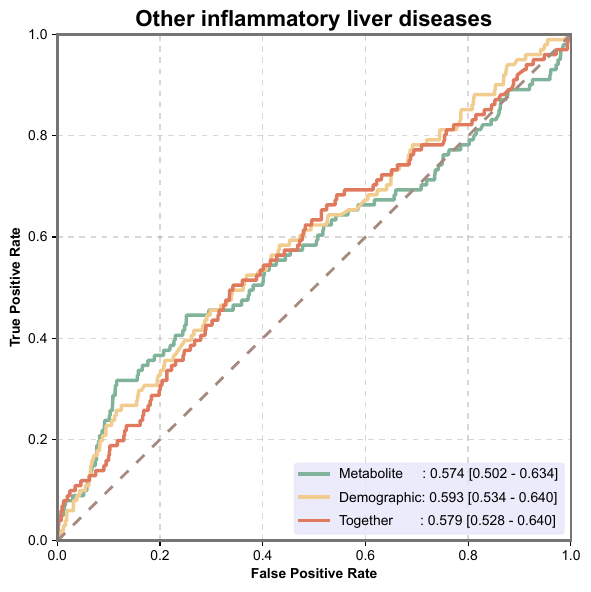 Other inflammatory liver diseases
1.0
0.8
0.6
0.4
0.2
0.0
True Positive Rate
Metabolite : 0.574 [0.502 - 0.634]
Demographic: 0.593 [0.534 - 0.640]
Together : 0.579 [0.528 - 0.640]
0.0 0.2 0.4 0.6 0.8 1.0
False Positive Rate